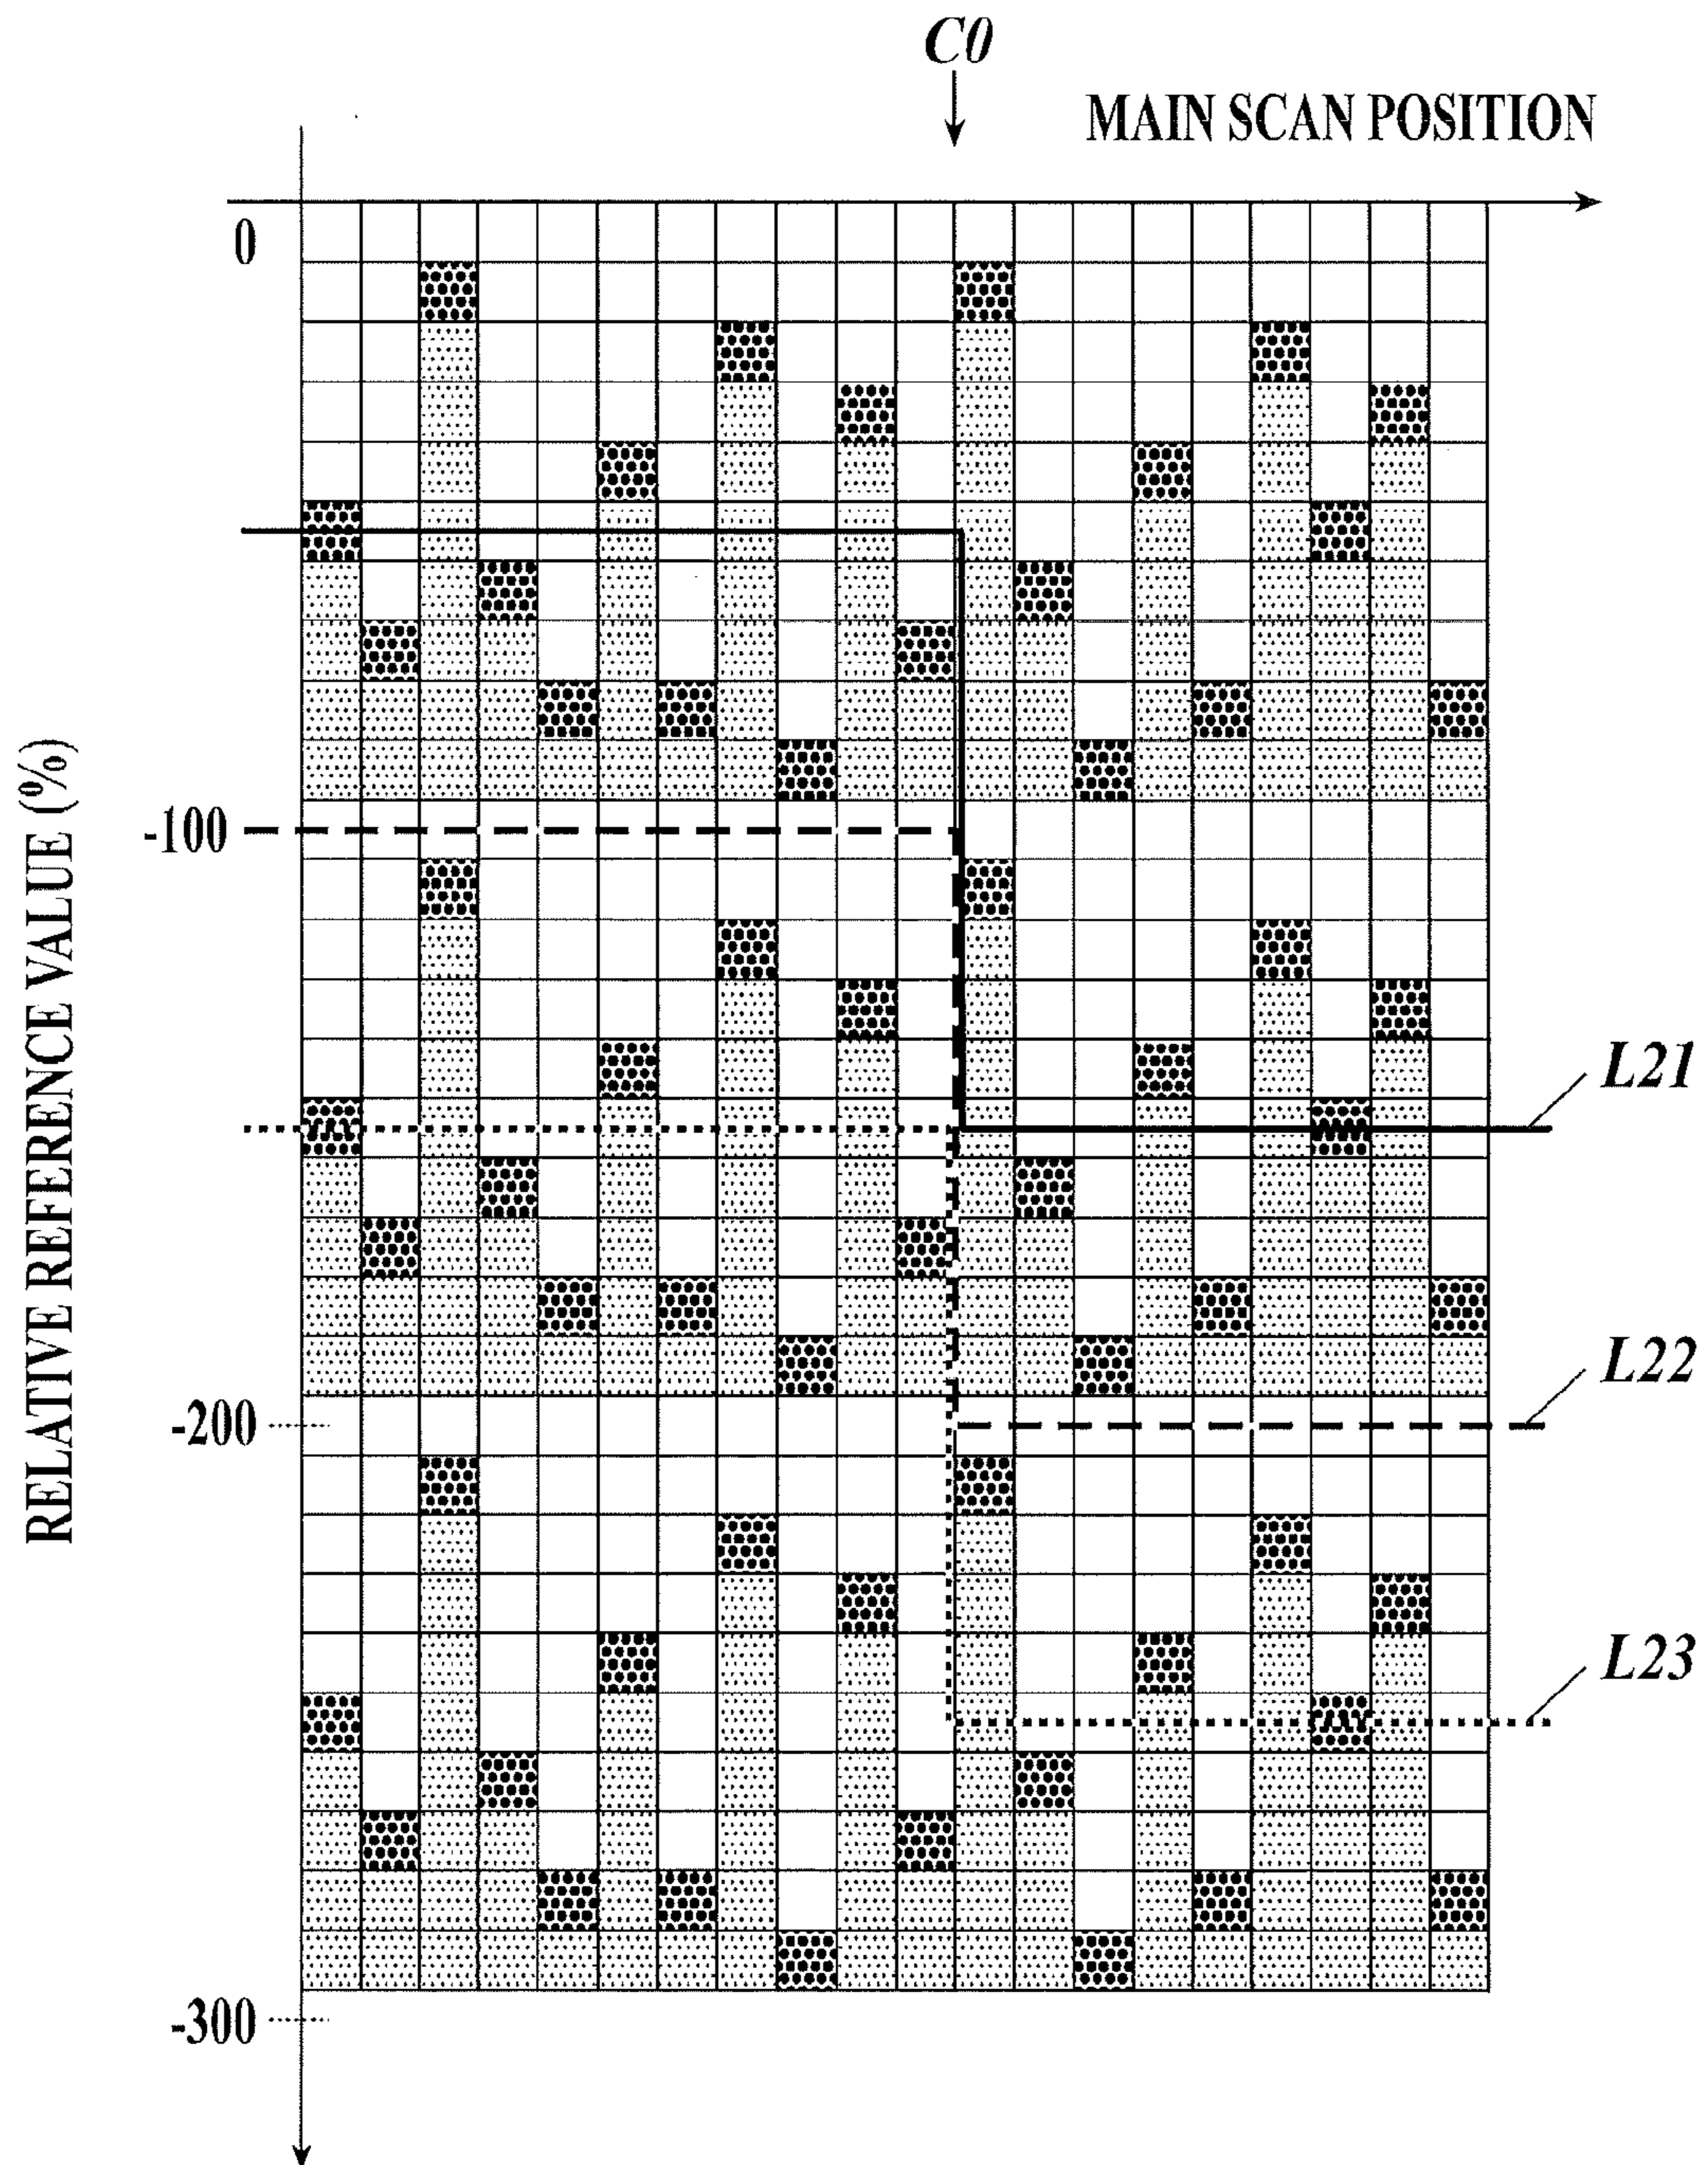 C0
MAIN SCAN POSITION
0
RELATIVE REFERENCE VALUE (%)
-100
L21
L22
-200
L23
-300